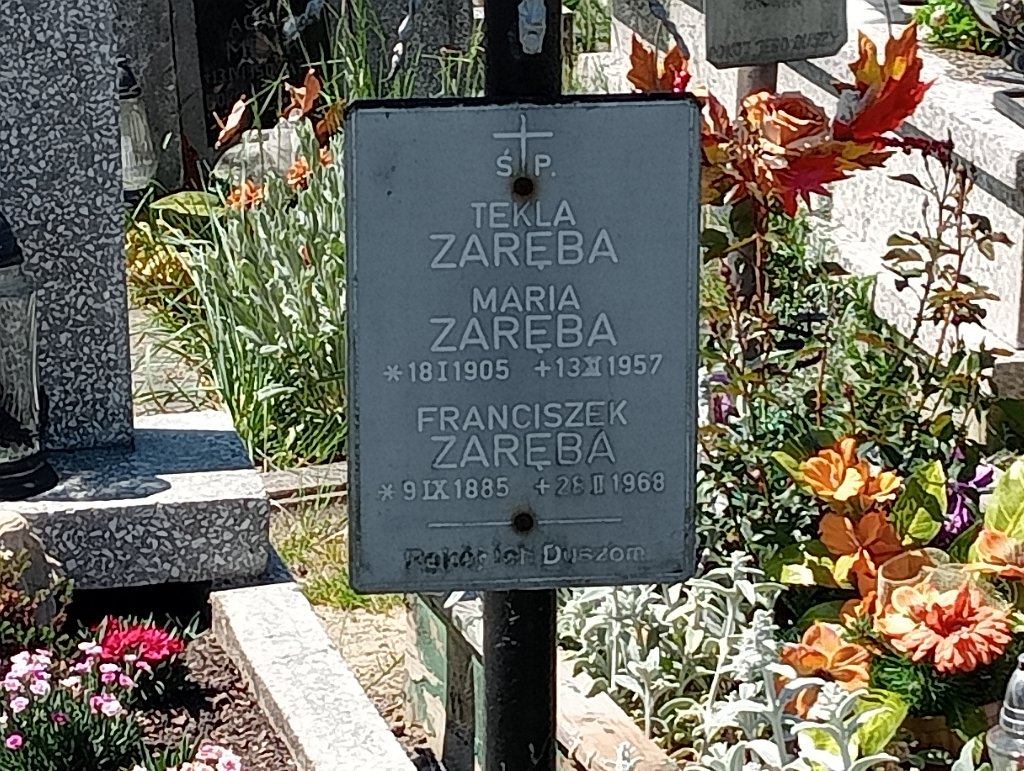 Ś.P.
TEKLA
ZARĘBA
MARIA
ZARĘBA
*18 I 1905 +13 XI 1957
FRANCISZEK
ZARĘBA
*9 IX 1885 +28 II 1968
Pokój Ich Duszom